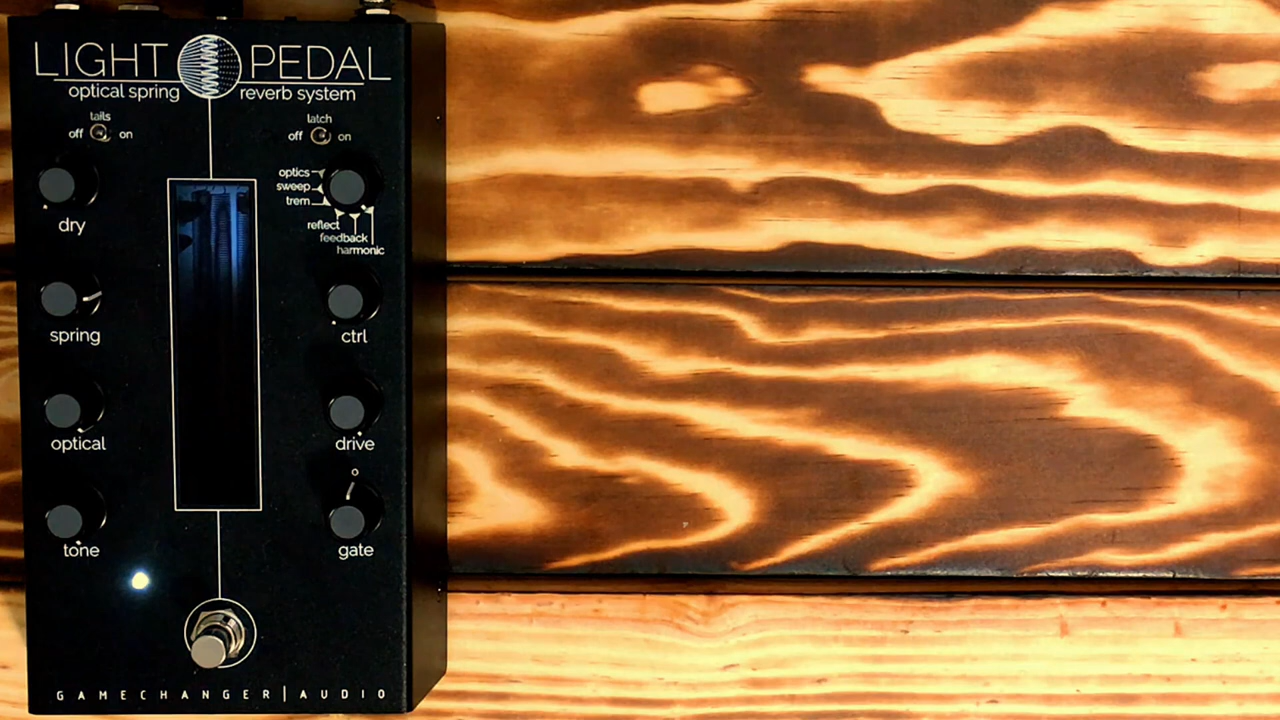 LIGHT PEDAL
optical spring reverb system
tails
off on
latch
off on
optics
sweep
trem
reflect
feedback
harmonic
dry
spring
ctrl
optical
drive
tone
gate
GAMECHANGER | AUDIO